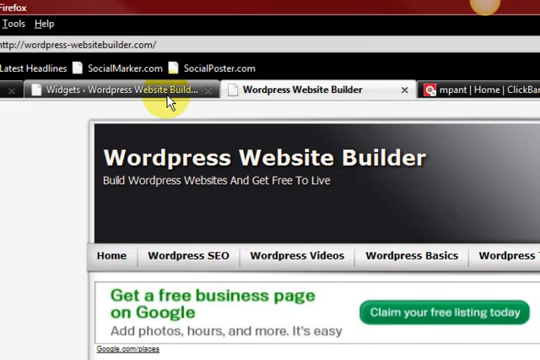 Firefox
Tools Help
http://wordpress-websitebuilder.com/
Latest Headlines SocialMarker.com SocialPoster.com
Widgets ‹ Wordpress Website Build... Wordpress Website Builder mpant | Home | ClickBan
Wordpress Website Builder
Build Wordpress Websites And Get Free To Live
Home Wordpress SEO Wordpress Videos Wordpress Basics Wordpress
Get a free business page
on Google
Claim your free listing today
Add photos, hours, and more. It's easy
Google.com/places